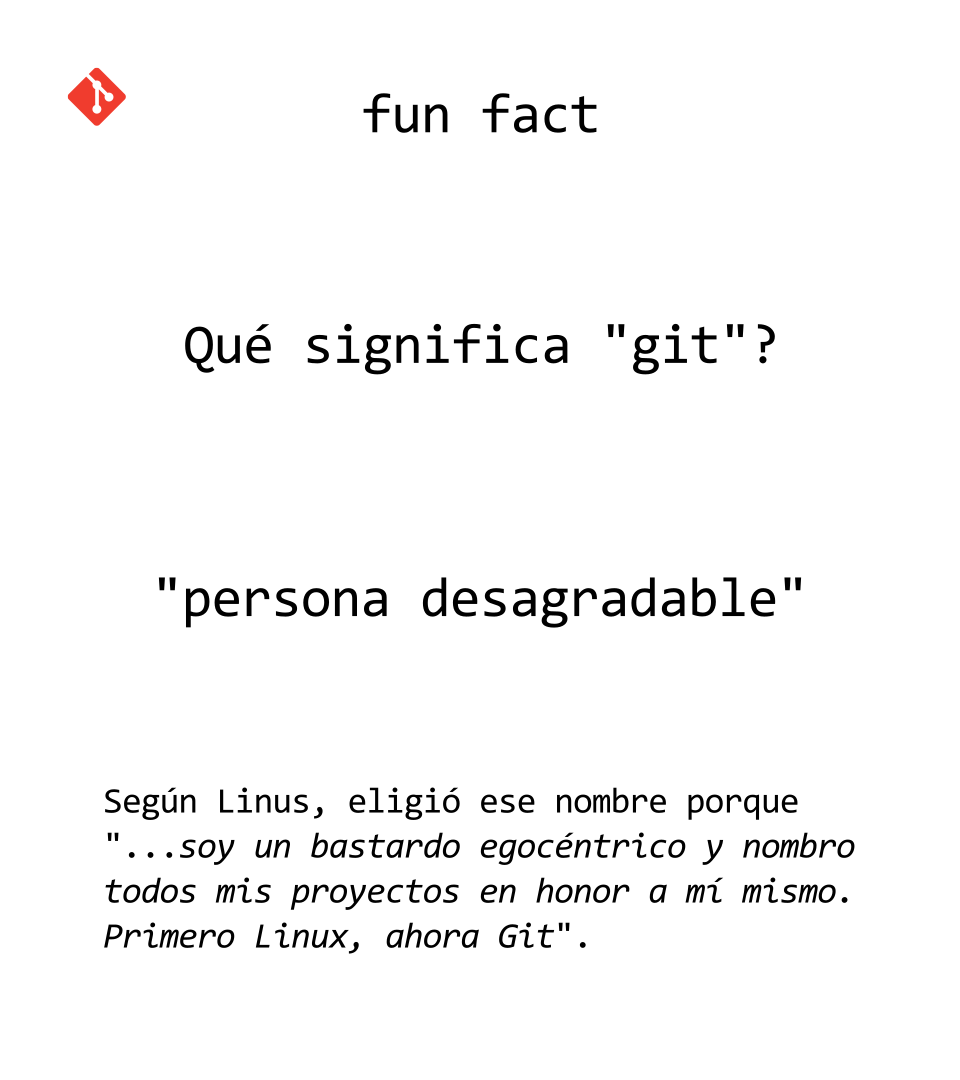 fun fact
Qué significa "git"?
"persona desagradable"
Según Linus, eligió ese nombre porque
"...soy un bastardo egocéntrico y nombro
todos mis proyectos en honor a mí mismo.
Primero Linux, ahora Git".